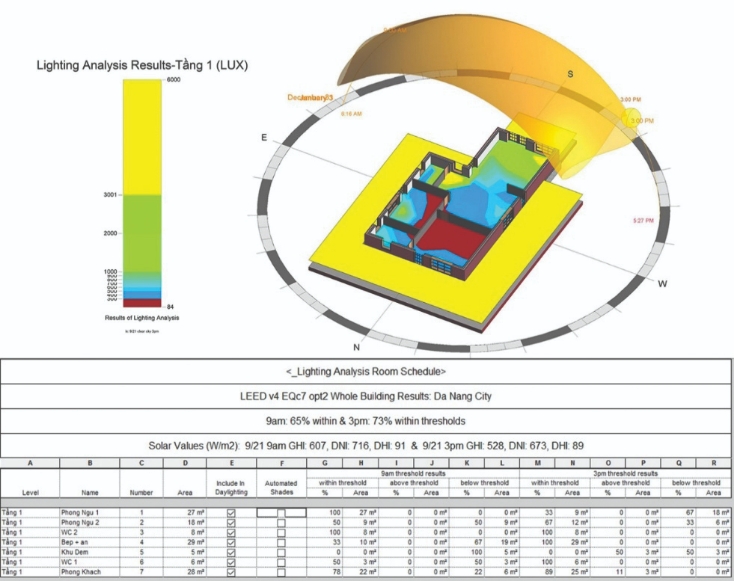 Lighting Analysis Results-Tầng 1 (LUX)
6000
3001
2000
1000
84
Results of Lighting Analysis
S
3:00 PM
3:00 PM
9:18 AM
E
5:27 PM
W
N
<_Lighting Analysis Room Schedule>
LEED v4 EQc7 opt2 Whole Building Results: Da Nang City
9am: 65% within & 3pm: 73% within thresholds
Solar Values (W/m2): 9/21 9am GHI: 607, DNI: 716, DHI: 91 & 9/21 3pm GHI: 528, DNI: 673, DHI: 89
A B C D E F G H I J K L M N O P Q R
9am threshold results 3pm threshold results
Include In Automated within threshold above threshold below threshold within threshold above threshold below threshold
Level Name Number Area Daylighting Shades % Area % Area % Area % Area % Area % Area
Tầng 1 Phong Ngu 1 1 27 m² 100 27 m² 0 0 m² 0 0 m² 33 9 m² 0 0 m² 67 18 m²
Tầng 1 Phong Ngu 2 2 18 m² 50 9 m² 0 0 m² 50 9 m² 67 12 m² 0 0 m² 33 6 m²
Tầng 1 WC 2 3 8 m² 100 8 m² 0 0 m² 0 0 m² 100 8 m² 0 0 m² 0 0 m²
Tầng 1 Bep + an 4 29 m² 33 10 m² 0 0 m² 67 19 m² 100 29 m² 0 0 m² 0 0 m²
Tầng 1 Khu Dem 5 5 m² 0 0 m² 0 0 m² 100 5 m² 0 0 m² 50 3 m² 50 3 m²
Tầng 1 WC 1 6 6 m² 50 3 m² 0 0 m² 50 3 m² 100 6 m² 0 0 m² 0 0 m²
Tầng 1 Phong Khach 7 28 m² 78 22 m² 0 0 m² 22 6 m² 89 25 m² 11 3 m² 0 0 m²